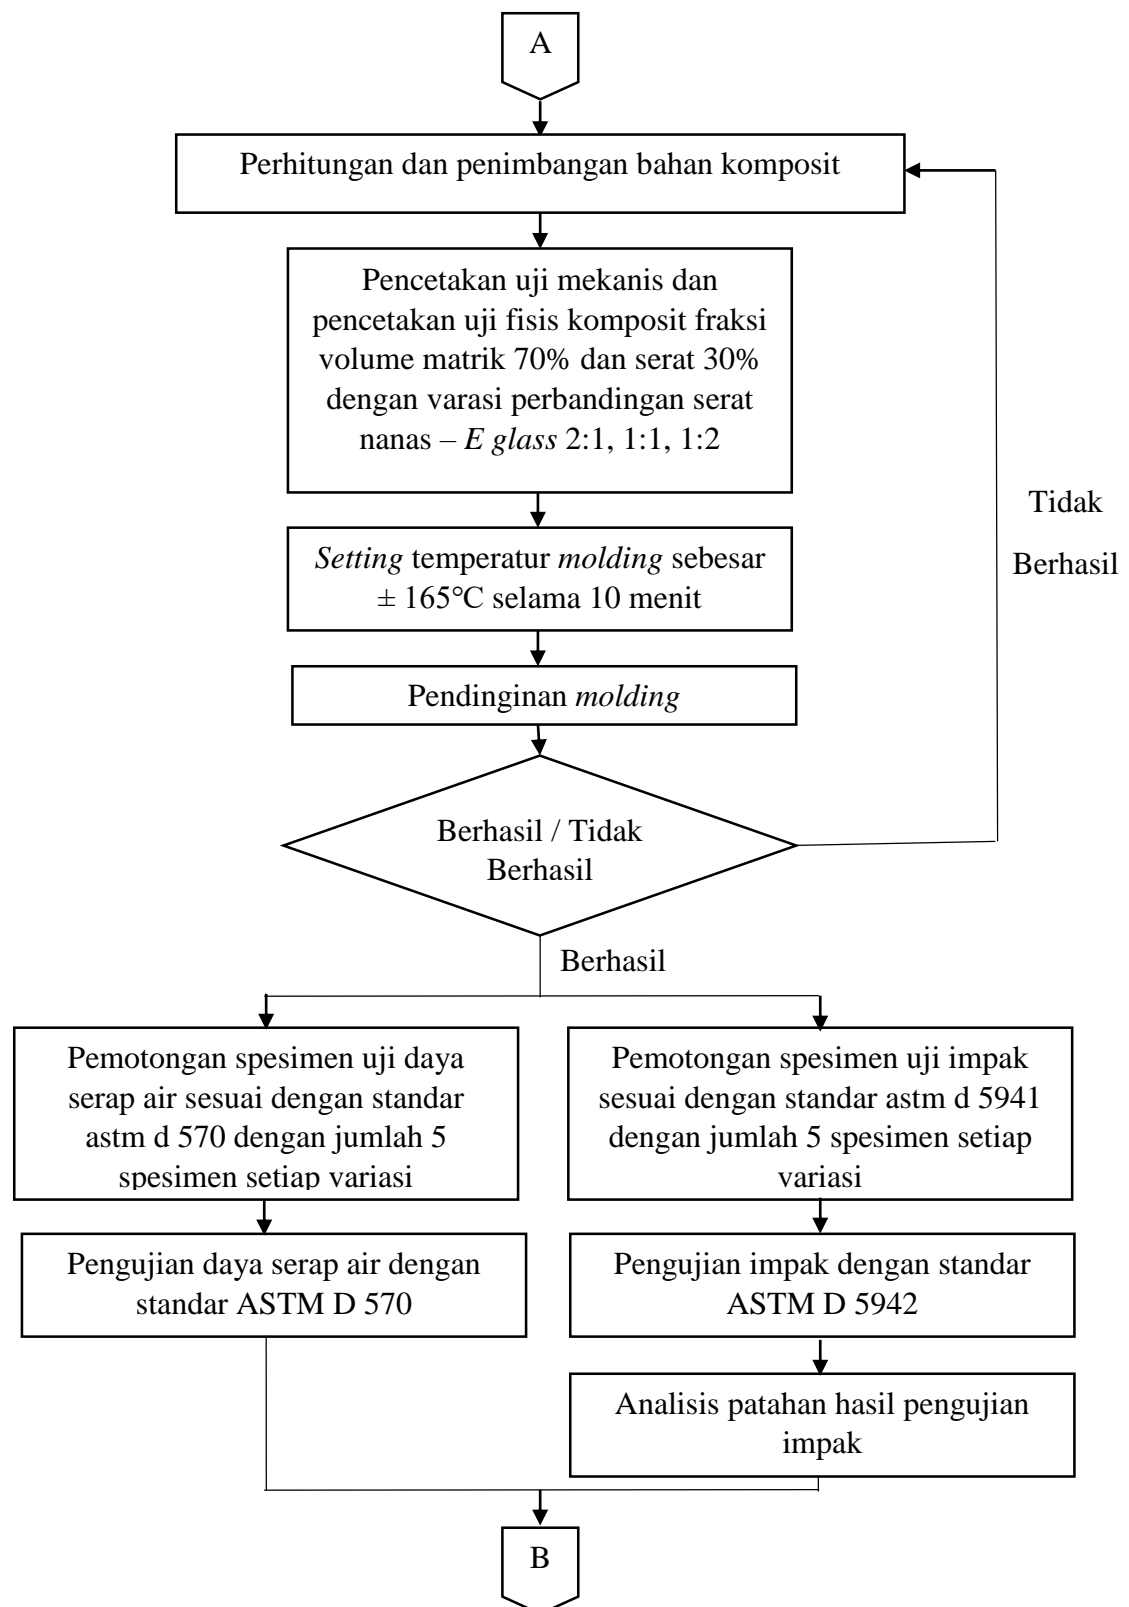 A
Perhitungan dan penimbangan bahan komposit
Pencetakan uji mekanis dan
pencetakan uji fisis komposit fraksi
volume matrik 70% dan serat 30%
dengan varasi perbandingan serat
nanas – E glass 2:1, 1:1, 1:2
Tidak
Berhasil
Setting temperatur molding sebesar
± 165°C selama 10 menit
Pendinginan molding
Berhasil / Tidak
Berhasil
Berhasil
Pemotongan spesimen uji daya
serap air sesuai dengan standar
astm d 570 dengan jumlah 5
spesimen setiap variasi
Pemotongan spesimen uji impak
sesuai dengan standar astm d 5941
dengan jumlah 5 spesimen setiap
variasi
Pengujian daya serap air dengan
standar ASTM D 570
Pengujian impak dengan standar
ASTM D 5942
Analisis patahan hasil pengujian
impak
B